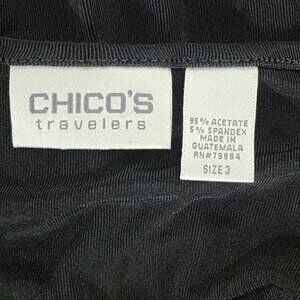 CHICO'S
travelers
95% ACETATE
5% SPANDEX
MADE IN
GUATEMALA
RN#79984
SIZE 3